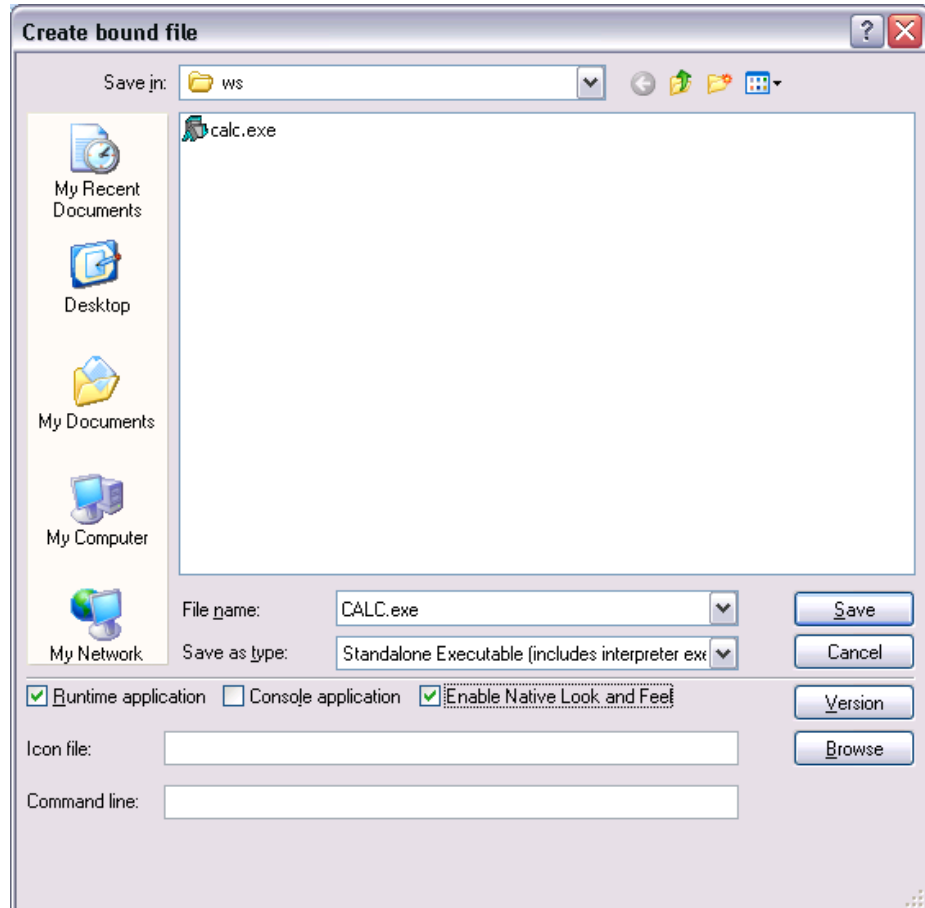 Create bound file
Save in:
ws
calc.exe
My Recent
Documents
Desktop
My Documents
My Computer
My Network
File name:
CALC.exe
Save
Save as type:
Standalone Executable (includes interpreter exe
Cancel
Runtime application
Console application
Enable Native Look and Feel
Version
Icon file:
Browse
Command line: